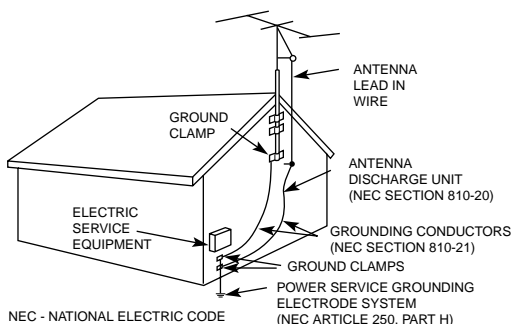 ANTENNA
LEAD IN
WIRE
GROUND
CLAMP
ANTENNA
DISCHARGE UNIT
(NEC SECTION 810-20)
ELECTRIC
SERVICE
EQUIPMENT
GROUNDING CONDUCTORS
(NEC SECTION 810-21)
GROUND CLAMPS
POWER SERVICE GROUNDING
ELECTRODE SYSTEM
(NEC ARTICLE 250, PART H)
NEC - NATIONAL ELECTRIC CODE